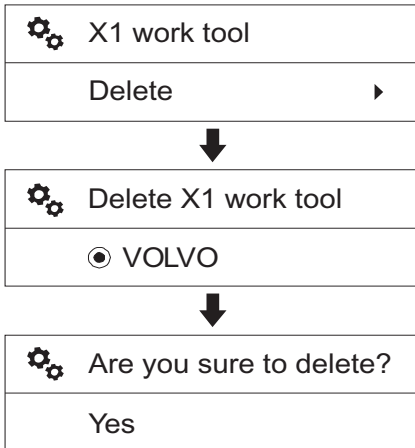 X1 work tool
Delete
Delete X1 work tool
VOLVO
Are you sure to delete?
Yes